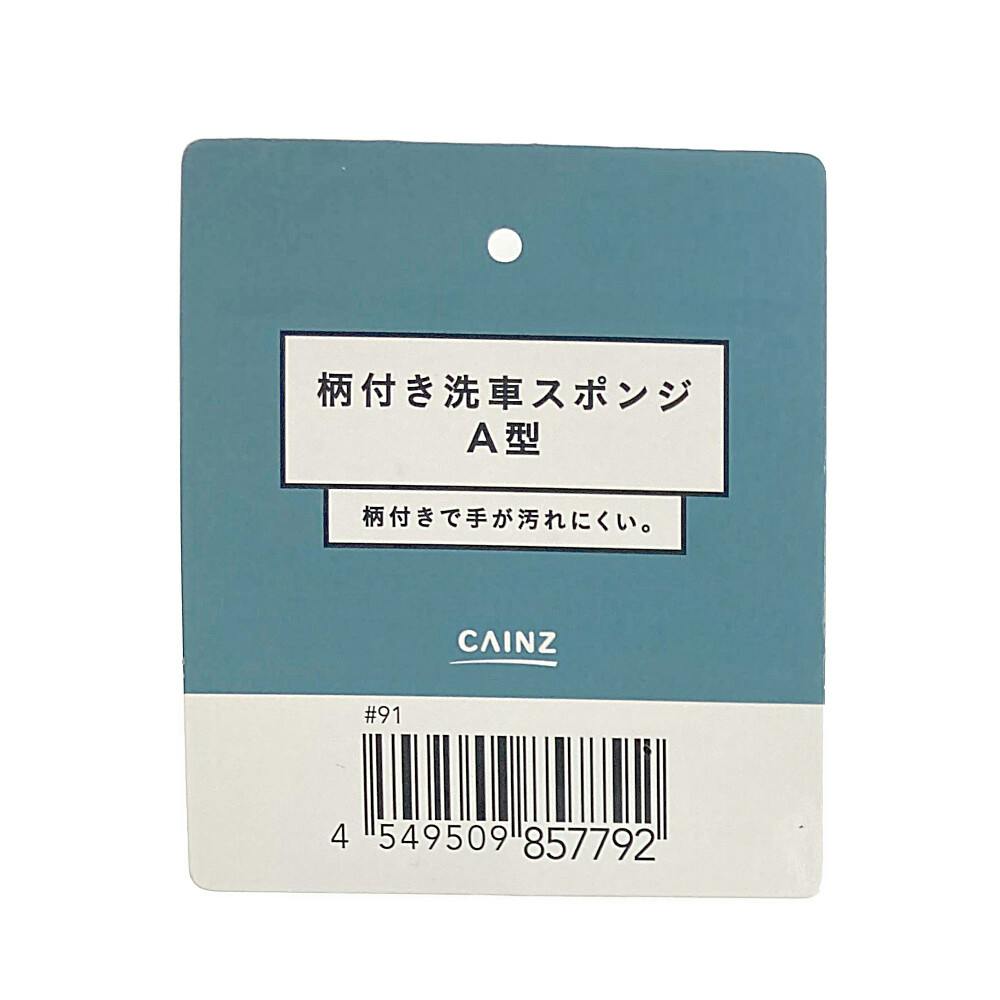 柄付き洗車スポンジ
A型
柄付きで手が汚れにくい。
CAINZ
#91
4 549509 857792